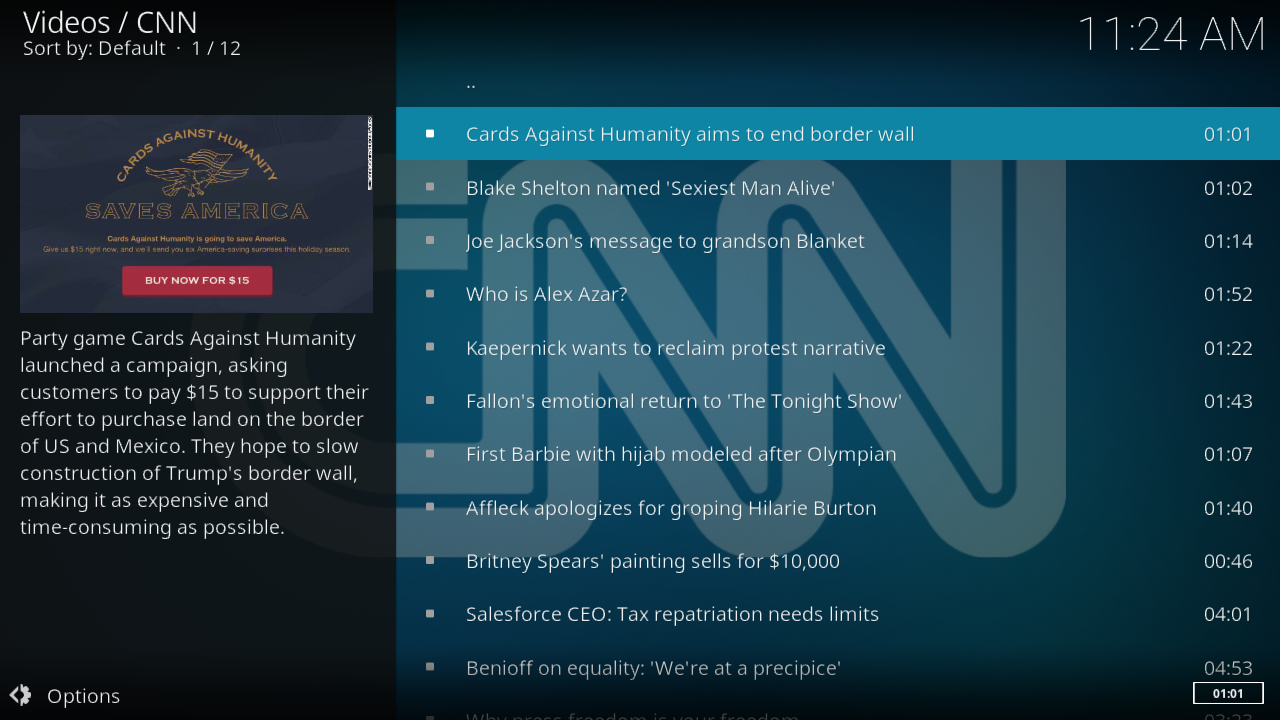 Videos / CNN
Sort by: Default · 1 / 12
11:24 AM
CARDS AGAINST HUMANITY
SAVES AMERICA
Cards Against Humanity is going to save America.
Give us $15 right now, and we'll send you six America-saving surprises this holiday season.
BUY NOW FOR $15
Party game Cards Against Humanity
launched a campaign, asking
customers to pay $15 to support their
effort to purchase land on the border
of US and Mexico. They hope to slow
construction of Trump's border wall,
making it as expensive and
time-consuming as possible.
..
Cards Against Humanity aims to end border wall 01:01
Blake Shelton named 'Sexiest Man Alive' 01:02
Joe Jackson's message to grandson Blanket 01:14
Who is Alex Azar? 01:52
Kaepernick wants to reclaim protest narrative 01:22
Fallon's emotional return to 'The Tonight Show' 01:43
First Barbie with hijab modeled after Olympian 01:07
Affleck apologizes for groping Hilarie Burton 01:40
Britney Spears' painting sells for $10,000 00:46
Salesforce CEO: Tax repatriation needs limits 04:01
Benioff on equality: 'We're at a precipice' 04:53
Why press freedom is your freedom
CNN
Options
01:01